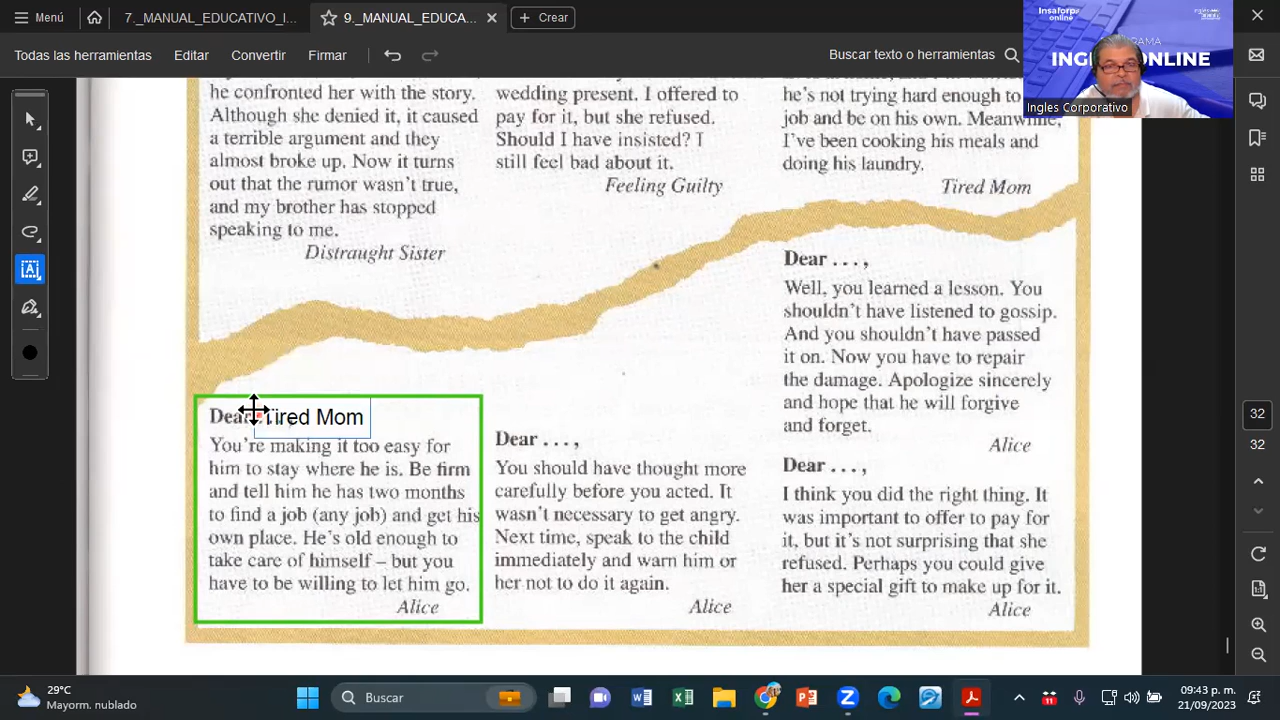 Menú
7._MANUAL_EDUCATIVO_I...
9._MANUAL_EDUCA...
Crear
Todas las herramientas
Editar
Convertir
Firmar
Buscar texto o herramientas
Insaforp
online
INGLES ONLINE
Ingles Corporativo
he confronted her with the story.
Although she denied it, it caused
a terrible argument and they
almost broke up. Now it turns
out that the rumor wasn't true,
and my brother has stopped
speaking to me.
Distraught Sister
wedding present. I offered to
pay for it, but she refused.
Should I have insisted? I
still feel bad about it.
Feeling Guilty
he's not trying hard enough to
job and be on his own. Meanwhile,
I've been cooking his meals and
doing his laundry.
Tired Mom
Dear Tired Mom
You're making it too easy for
him to stay where he is. Be firm
and tell him he has two months
to find a job (any job) and get his
own place. He's old enough to
take care of himself – but you
have to be willing to let him go.
Alice
Dear . . . ,
You should have thought more
carefully before you acted. It
wasn't necessary to get angry.
Next time, speak to the child
immediately and warn him or
her not to do it again.
Alice
Dear . . . ,
Well, you learned a lesson. You
shouldn't have listened to gossip.
And you shouldn't have passed
it on. Now you have to repair
the damage. Apologize sincerely
and hope that he will forgive
and forget.
Alice
Dear . . . ,
I think you did the right thing. It
was important to offer to pay for
it, but it's not surprising that she
refused. Perhaps you could give
her a special gift to make up for it.
Alice
32
32
29°C
Mayorm. nublado
Buscar
11
09:43 p. m.
21/09/2023